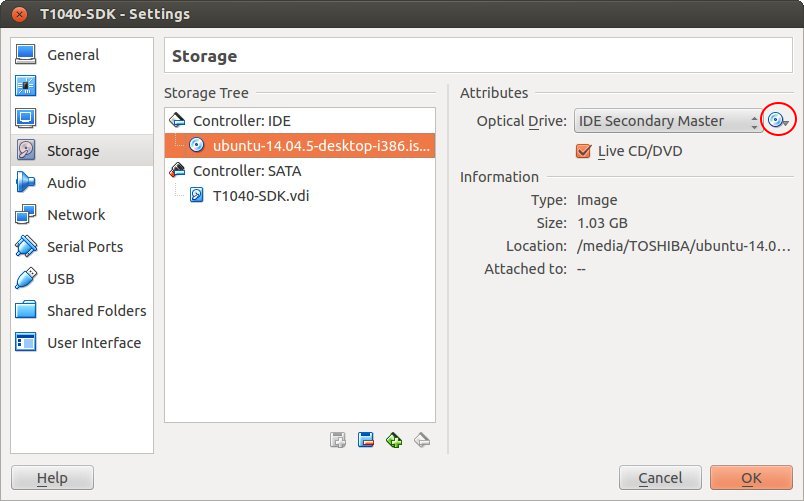 T1040-SDK - Settings
General
System
Display
Storage
Audio
Network
Serial Ports
USB
Shared Folders
User Interface
Storage
Storage Tree
Controller: IDE
ubuntu-14.04.5-desktop-i386.is...
Controller: SATA
T1040-SDK.vdi
Attributes
Optical Drive: IDE Secondary Master
Live CD/DVD
Information
Type: Image
Size: 1.03 GB
Location: /media/TOSHIBA/ubuntu-14.0...
Attached to: --
Help
Cancel
OK